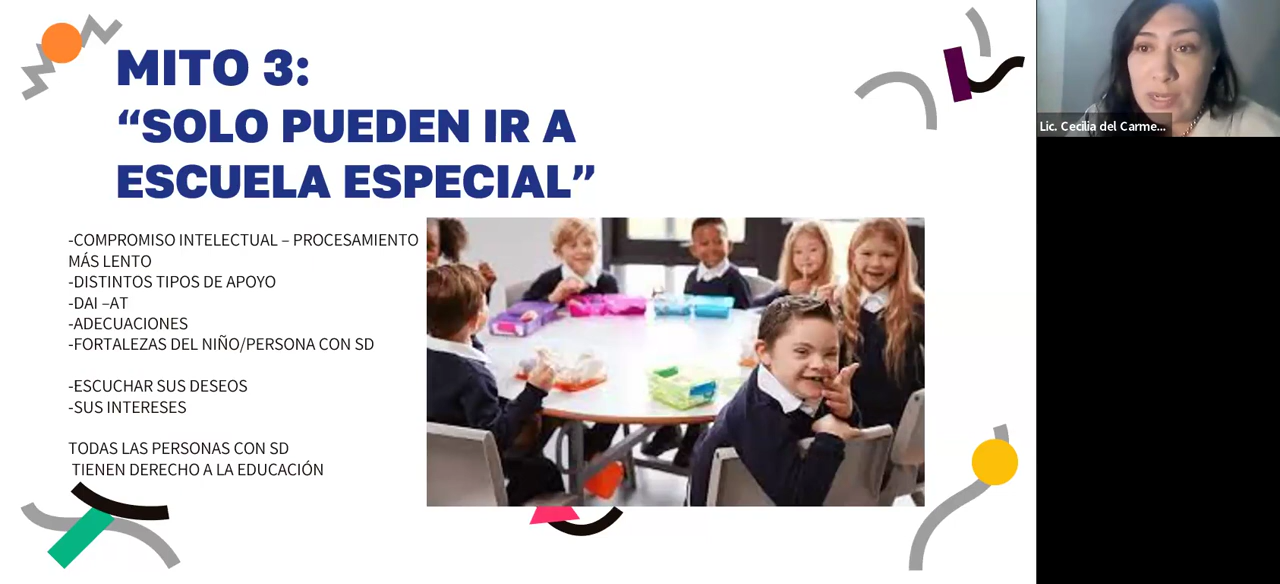 MITO 3:
“SOLO PUEDEN IR A
ESCUELA ESPECIAL”
-COMPROMISO INTELECTUAL – PROCESAMIENTO
MÁS LENTO
-DISTINTOS TIPOS DE APOYO
-DAI –AT
-ADECUACIONES
-FORTALEZAS DEL NIÑO/PERSONA CON SD
-ESCUCHAR SUS DESEOS
-SUS INTERESES
TODAS LAS PERSONAS CON SD
TIENEN DERECHO A LA EDUCACIÓN
Lic. Cecilia del Carme...